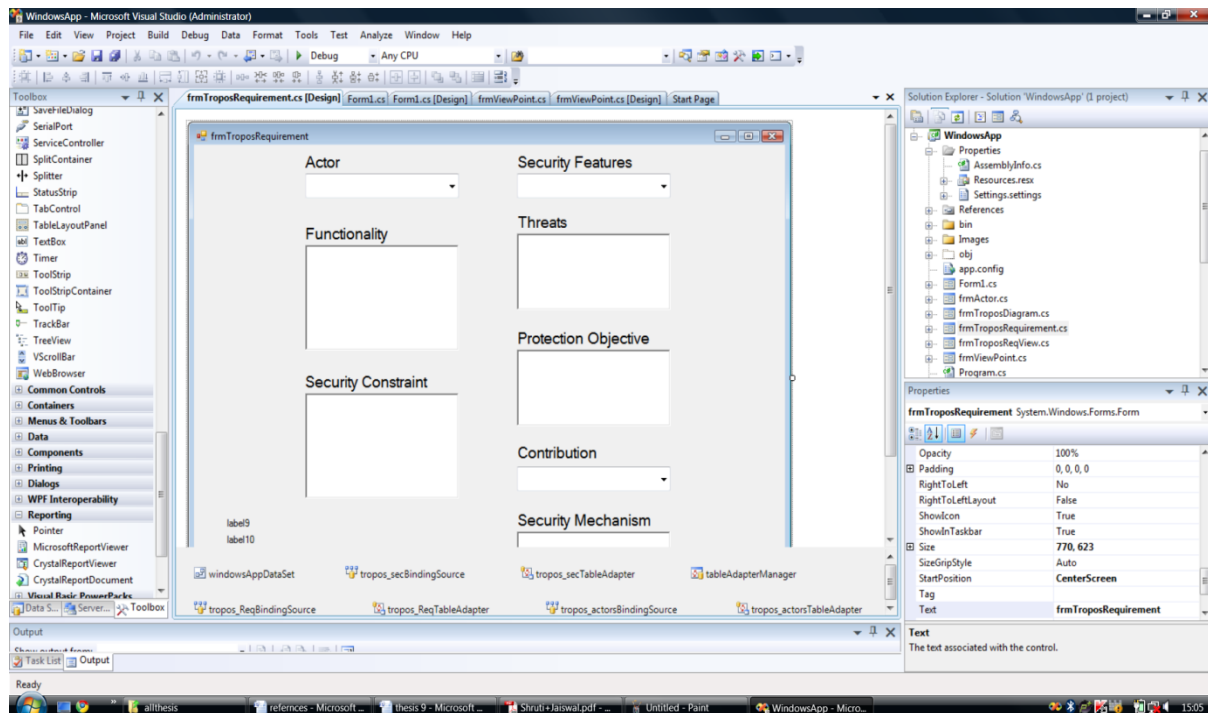 WindowsApp - Microsoft Visual Studio (Administrator)
File Edit View Project Build Debug Data Format Tools Test Analyze Window Help
Debug Any CPU
Toolbox
SaveFileDialog
SerialPort
ServiceController
SplitContainer
Splitter
StatusStrip
TabControl
TableLayoutPanel
TextBox
Timer
ToolStrip
ToolStripContainer
ToolTip
TrackBar
TreeView
VScrollBar
WebBrowser
Common Controls
Containers
Menus & Toolbars
Data
Components
Printing
Dialogs
WPF Interoperability
Reporting
Pointer
MicrosoftReportViewer
CrystalReportViewer
CrystalReportDocument
Visual Basic PowerPacks
Data S... Server... Toolbox
frmTroposRequirement.cs [Design] Form1.cs Form1.cs [Design] frmViewPoint.cs frmViewPoint.cs [Design] Start Page
frmTroposRequirement
Actor
Security Features
Functionality
Threats
Protection Objective
Security Constraint
Contribution
Security Mechanism
label9
label10
windowsAppDataSet tropos_secBindingSource tropos_secTableAdapter tableAdapterManager
tropos_ReqBindingSource tropos_ReqTableAdapter tropos_actorsBindingSource tropos_actorsTableAdapter
Solution Explorer - Solution 'WindowsApp' (1 project)
WindowsApp
Properties
AssemblyInfo.cs
Resources.resx
Settings.settings
References
bin
Images
obj
app.config
Form1.cs
frmActor.cs
frmTroposDiagram.cs
frmTroposRequirement.cs
frmTroposReqView.cs
frmViewPoint.cs
Program.cs
Properties
frmTroposRequirement System.Windows.Forms.Form
Opacity 100%
Padding 0, 0, 0, 0
RightToLeft No
RightToLeftLayout False
ShowIcon True
ShowInTaskbar True
Size 770, 623
SizeGripStyle Auto
StartPosition CenterScreen
Tag
Text frmTroposRequirement
Text
The text associated with the control.
Output
Show output from:
Task List Output
Ready
allthesis refernces - Microsoft ... thesis 9 - Microsoft ... Shruti+Jaiswal.pdf - ... Untitled - Paint WindowsApp - Micro... 15:05